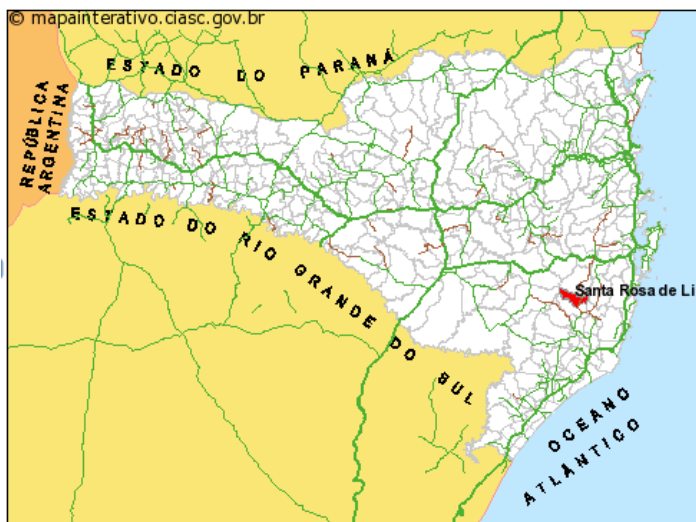 © mapainterativo.ciasc.gov.br
ESTADO DO PARANÁ
REPÚBLICA
ARGENTINA
ESTADO DO RIO GRANDE DO SUL
Santa Rosa de Li
OCEANO
ATLÂNTICO